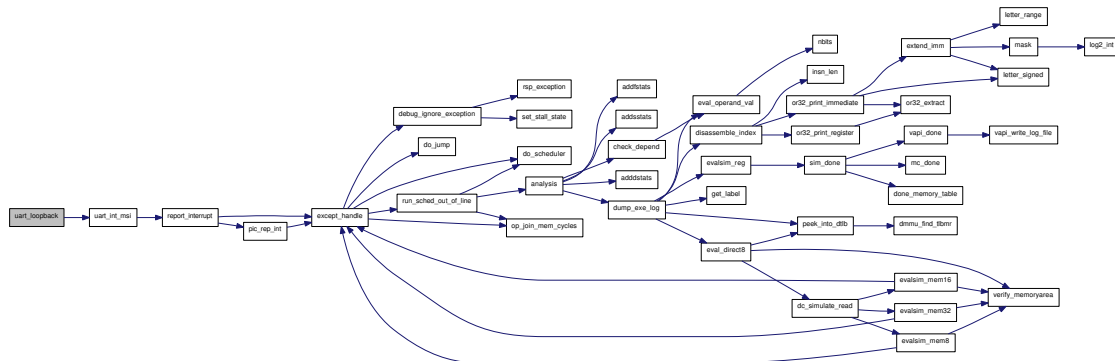 uart_loopback
uart_int_msi
report_interrupt
pic_rep_int
except_handle
debug_ignore_exception
do_jump
run_sched_out_of_line
rsp_exception
set_stall_state
do_scheduler
analysis
op_join_mem_cycles
addfstats
addsstats
check_depend
adddstats
dump_exe_log
eval_operand_val
disassemble_index
evalsim_reg
get_label
eval_direct8
nbits
insn_len
or32_print_immediate
or32_print_register
sim_done
peek_into_dtlb
dc_simulate_read
extend_imm
or32_extract
vapi_done
mc_done
done_memory_table
dmmu_find_tlbmr
evalsim_mem16
evalsim_mem32
evalsim_mem8
letter_range
mask
letter_signed
vapi_write_log_file
verify_memoryarea
log2_int